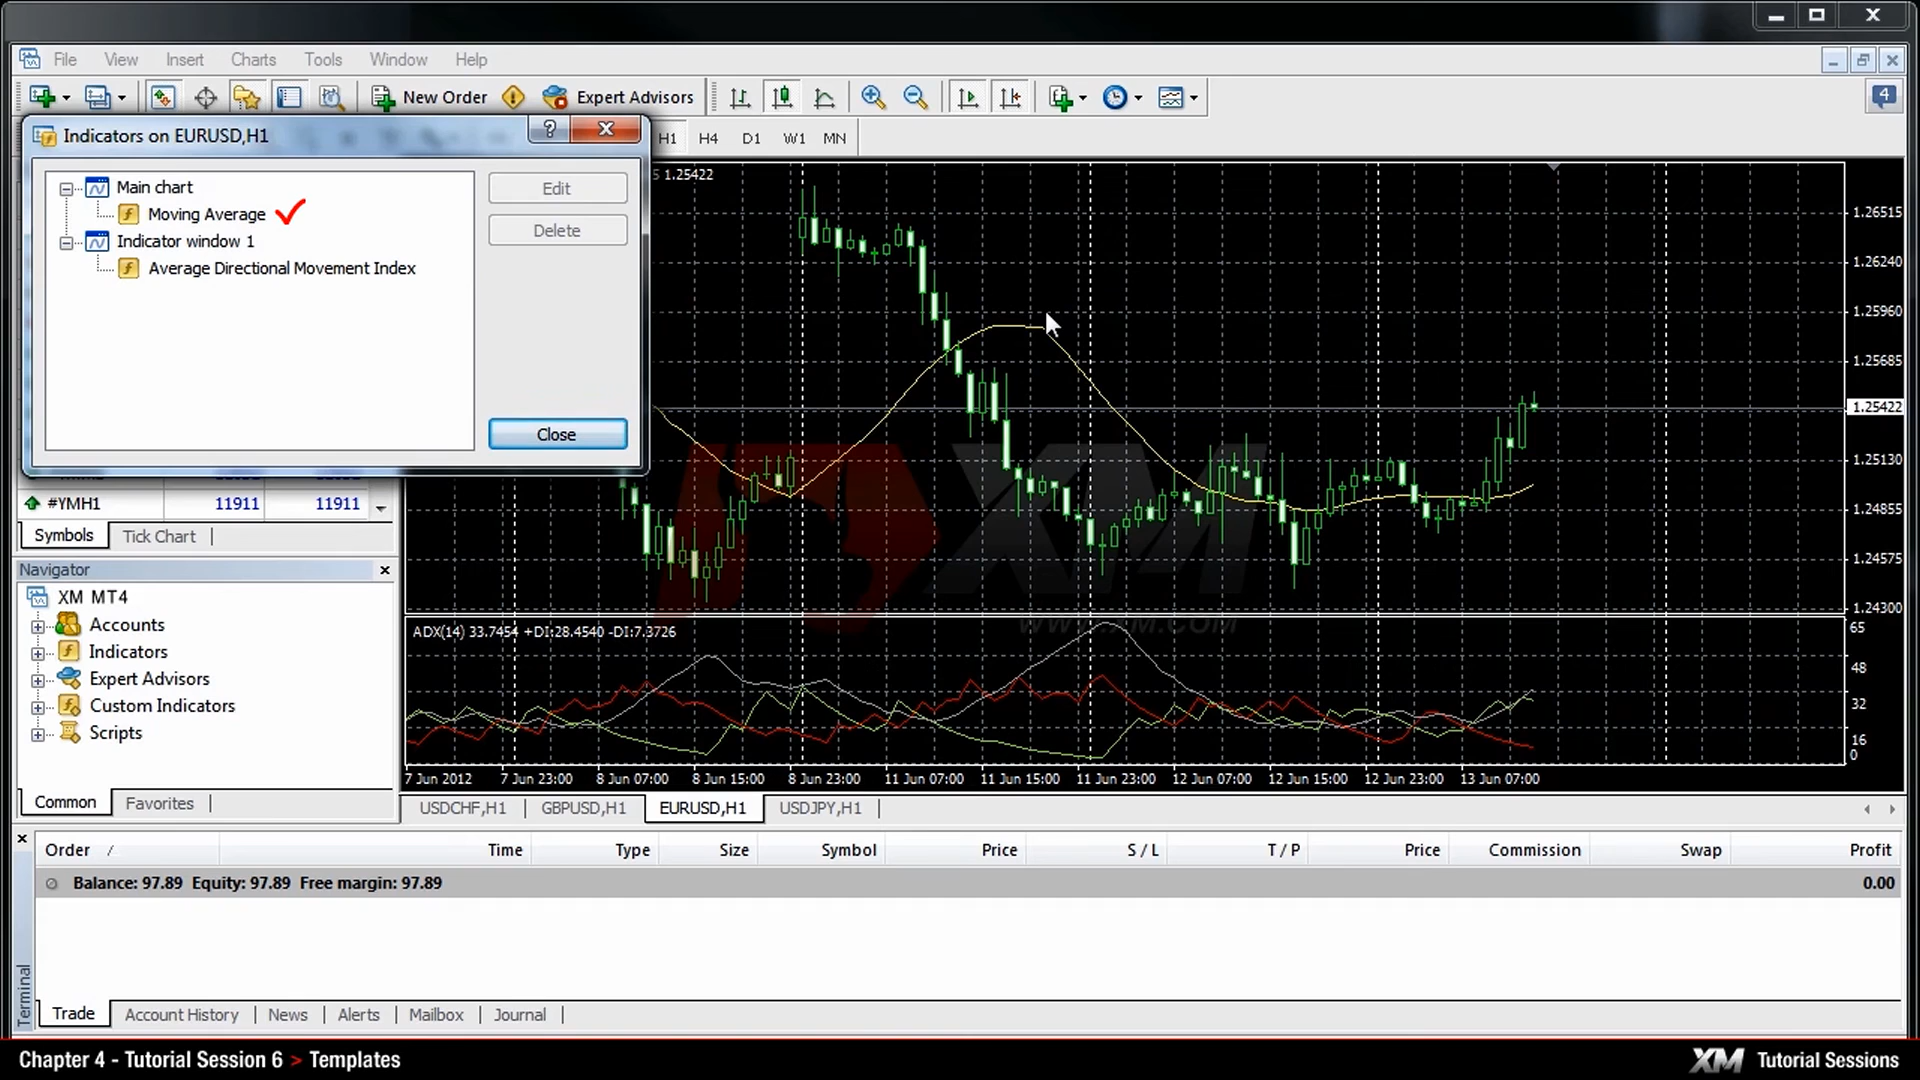 File View Insert Charts Tools Window Help
New Order Expert Advisors
4
Indicators on EURUSD,H1
H1 H4 D1 W1 MN
Main chart
Moving Average
Indicator window 1
Average Directional Movement Index
Edit
Delete
Close
5 1.25422
1.26515
1.26240
1.25960
1.25685
1.25422
1.25130
1.24855
1.24575
1.24300
#YMH1 11911 11911
Symbols Tick Chart
Navigator
XM MT4
Accounts
Indicators
Expert Advisors
Custom Indicators
Scripts
Common Favorites
XM
WWW.XM.COM
ADX(14) 33.7454 +DI:28.4540 -DI:7.3726
65
48
32
16
0
7 Jun 2012 7 Jun 23:00 8 Jun 07:00 8 Jun 15:00 8 Jun 23:00 11 Jun 07:00 11 Jun 15:00 11 Jun 23:00 12 Jun 07:00 12 Jun 15:00 12 Jun 23:00 13 Jun 07:00
USDCHF,H1 GBPUSD,H1 EURUSD,H1 USDJPY,H1
Order / Time Type Size Symbol Price S / L T / P Price Commission Swap Profit
Balance: 97.89 Equity: 97.89 Free margin: 97.89 0.00
Terminal
Trade Account History News Alerts Mailbox Journal
Chapter 4 - Tutorial Session 6 > Templates
XM Tutorial Sessions